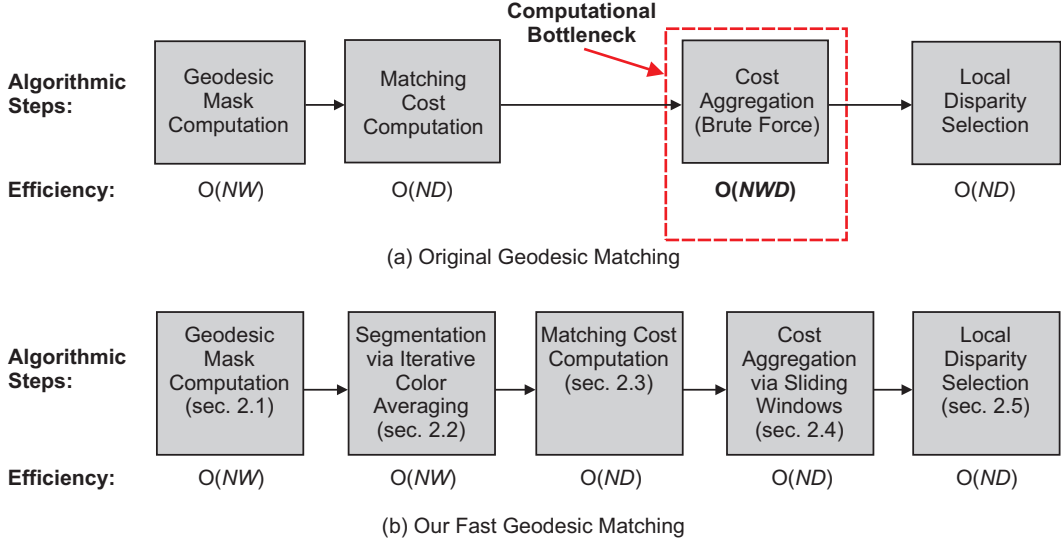 Computational
Bottleneck
Algorithmic
Steps:
Geodesic
Mask
Computation
Matching
Cost
Computation
Cost
Aggregation
(Brute Force)
Local
Disparity
Selection
Efficiency:
O(NW)
O(ND)
O(NWD)
O(ND)
(a) Original Geodesic Matching
Algorithmic
Steps:
Geodesic
Mask
Computation
(sec. 2.1)
Segmentation
via Iterative
Color
Averaging
(sec. 2.2)
Matching Cost
Computation
(sec. 2.3)
Cost
Aggregation
via Sliding
Windows
(sec. 2.4)
Local
Disparity
Selection
(sec. 2.5)
Efficiency:
O(NW)
O(NW)
O(ND)
O(ND)
O(ND)
(b) Our Fast Geodesic Matching